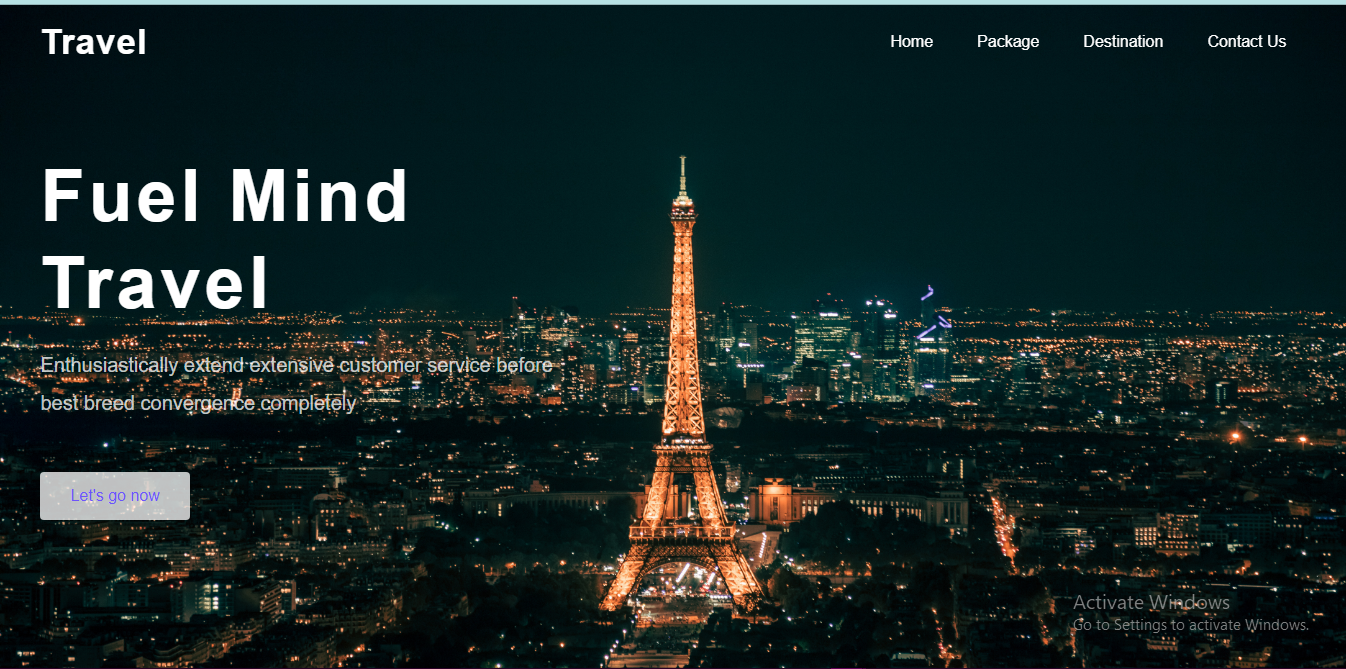 Travel
Home Package Destination Contact Us
Fuel Mind
Travel
Enthusiastically extend extensive customer service before
best breed convergence completely
Let's go now
Activate Windows
Go to Settings to activate Windows.